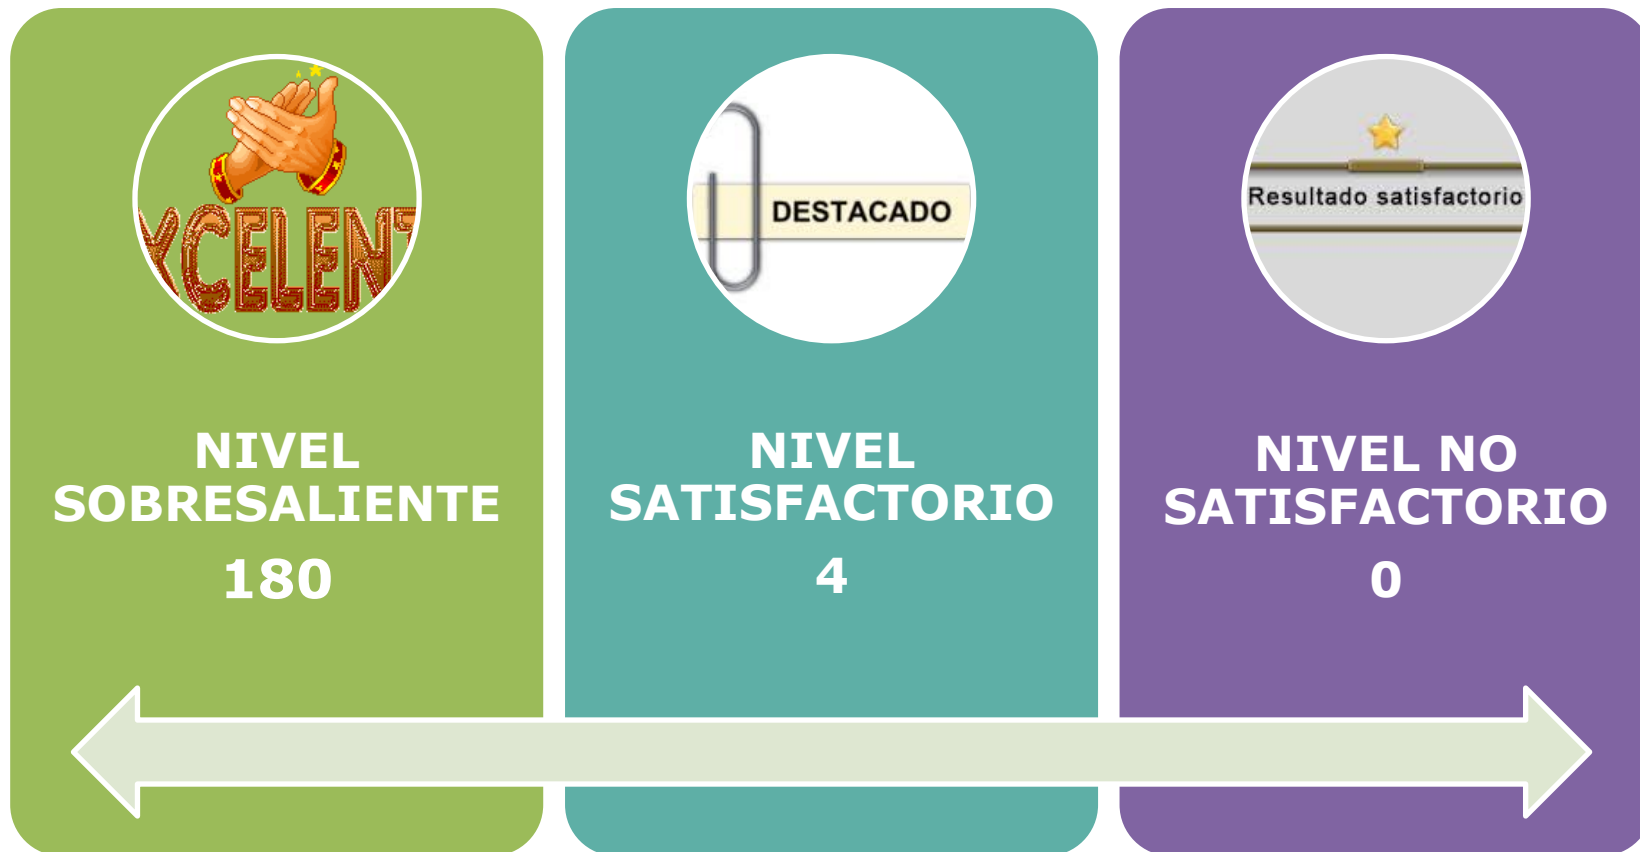 XCELENT
NIVEL
SOBRESALIENTE
180
DESTACADO
NIVEL
SATISFACTORIO
4
Resultado satisfactorio
NIVEL NO
SATISFACTORIO
0